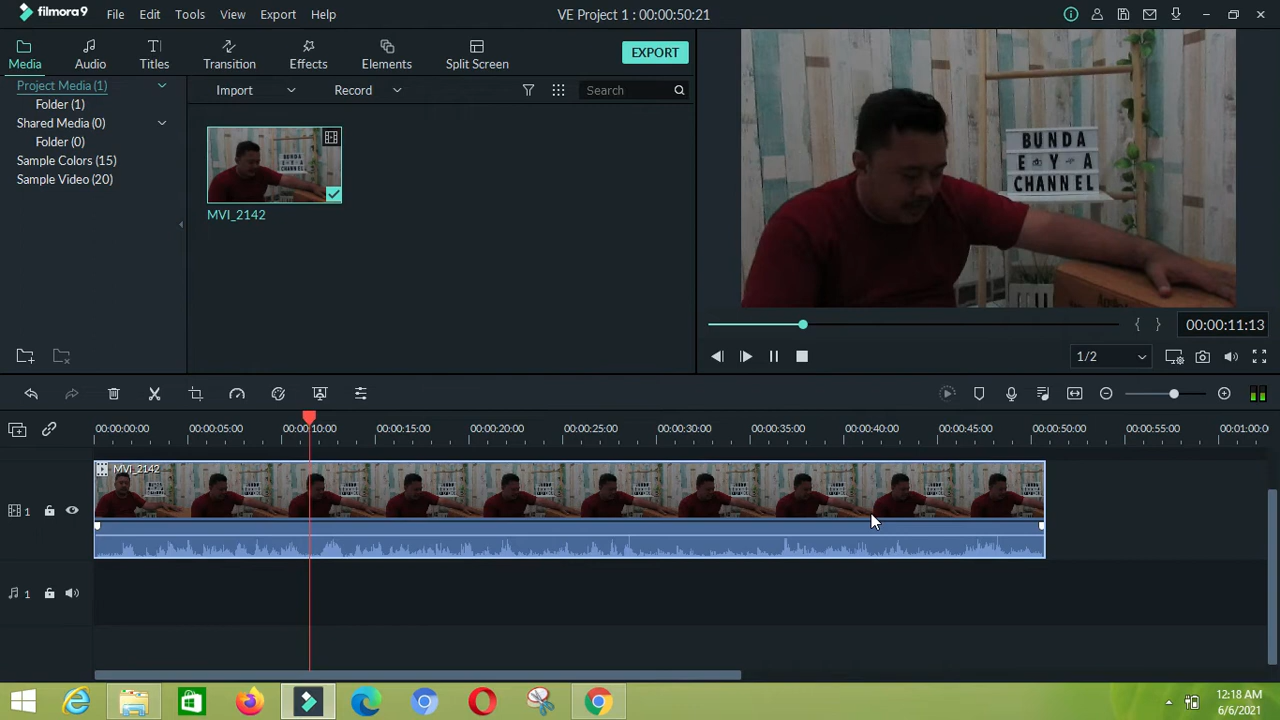 filmora9 File Edit Tools View Export Help VE Project 1 : 00:00:50:21
Media Audio Titles Transition Effects Elements Split Screen EXPORT
Project Media (1) Import Record Search
Folder (1)
Shared Media (0)
Folder (0)
Sample Colors (15)
Sample Video (20)
MVI_2142
BUNDA
CHANNEL
00:00:11:13
1/2
00:00:00:00 00:00:05:00 00:00:10:00 00:00:15:00 00:00:20:00 00:00:25:00 00:00:30:00 00:00:35:00 00:00:40:00 00:00:45:00 00:00:50:00 00:00:55:00 00:01:00:0
MVI_2142
1
1
12:18 AM
6/6/2021